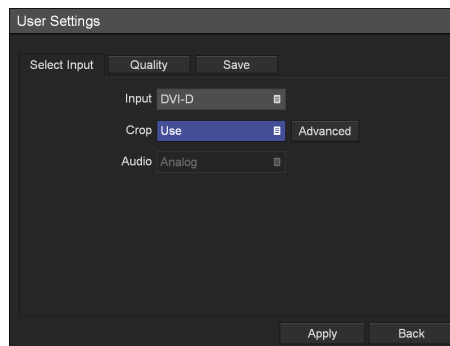 User Settings
Select Input Quality Save
Input DVI-D
Crop Use Advanced
Audio Analog
Apply Back